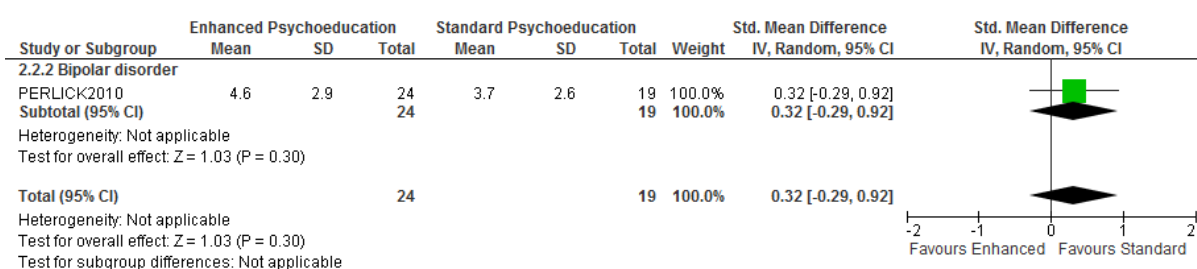 Enhanced Psychoeducation Standard Psychoeducation Std. Mean Difference Std. Mean Difference
Study or Subgroup Mean SD Total Mean SD Total Weight IV, Random, 95% CI IV, Random, 95% CI
2.2.2 Bipolar disorder
PERLICK2010 4.6 2.9 24 3.7 2.6 19 100.0% 0.32 [-0.29, 0.92]
Subtotal (95% CI) 24 19 100.0% 0.32 [-0.29, 0.92]
Heterogeneity: Not applicable
Test for overall effect: Z = 1.03 (P = 0.30)
Total (95% CI) 24 19 100.0% 0.32 [-0.29, 0.92]
Heterogeneity: Not applicable
Test for overall effect: Z = 1.03 (P = 0.30)
Test for subgroup differences: Not applicable
-2 -1 0 1 2
Favours Enhanced Favours Standard